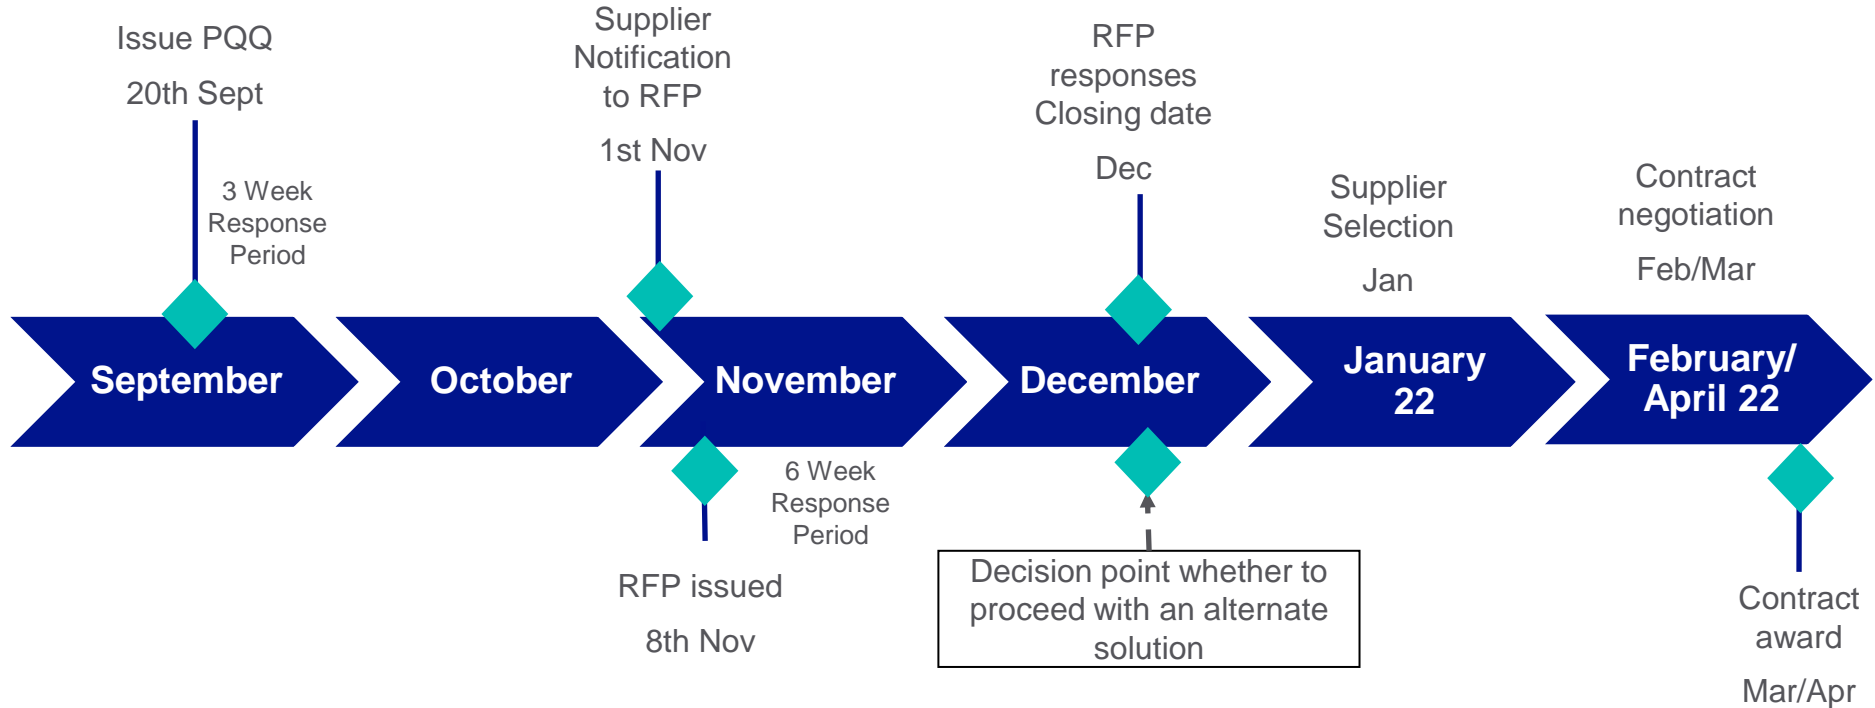 Issue PQQ
20th Sept
3 Week
Response
Period
Supplier
Notification
to RFP
1st Nov
RFP
responses
Closing date
Dec
Supplier
Selection
Jan
Contract
negotiation
Feb/Mar
September
October
November
December
January
22
February/
April 22
6 Week
Response
Period
RFP issued
8th Nov
Decision point whether to
proceed with an alternate
solution
Contract
award
Mar/Apr